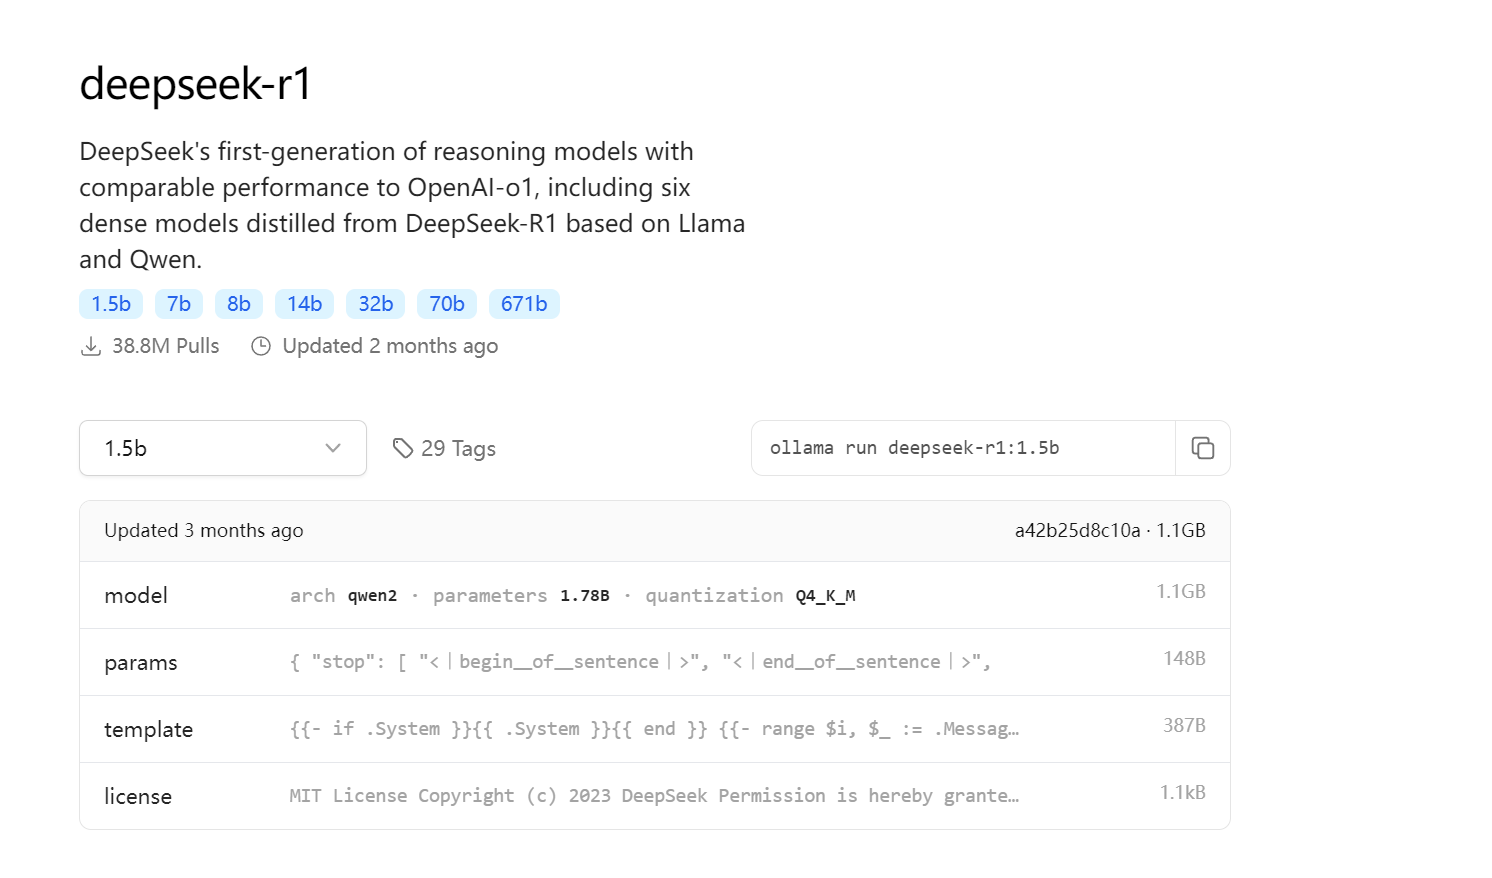 deepseek-r1
DeepSeek's first-generation of reasoning models with
comparable performance to OpenAI-o1, including six
dense models distilled from DeepSeek-R1 based on Llama
and Qwen.
1.5b 7b 8b 14b 32b 70b 671b
38.8M Pulls Updated 2 months ago
1.5b 29 Tags ollama run deepseek-r1:1.5b
Updated 3 months ago a42b25d8c10a · 1.1GB
model arch qwen2 · parameters 1.78B · quantization Q4_K_M 1.1GB
params { "stop": [ "<｜begin▁of▁sentence｜>", "<｜end▁of▁sentence｜>", 148B
template {{- if .System }}{{ .System }}{{ end }} {{- range $i, $_ := .Messag… 387B
license MIT License Copyright (c) 2023 DeepSeek Permission is hereby grante… 1.1kB